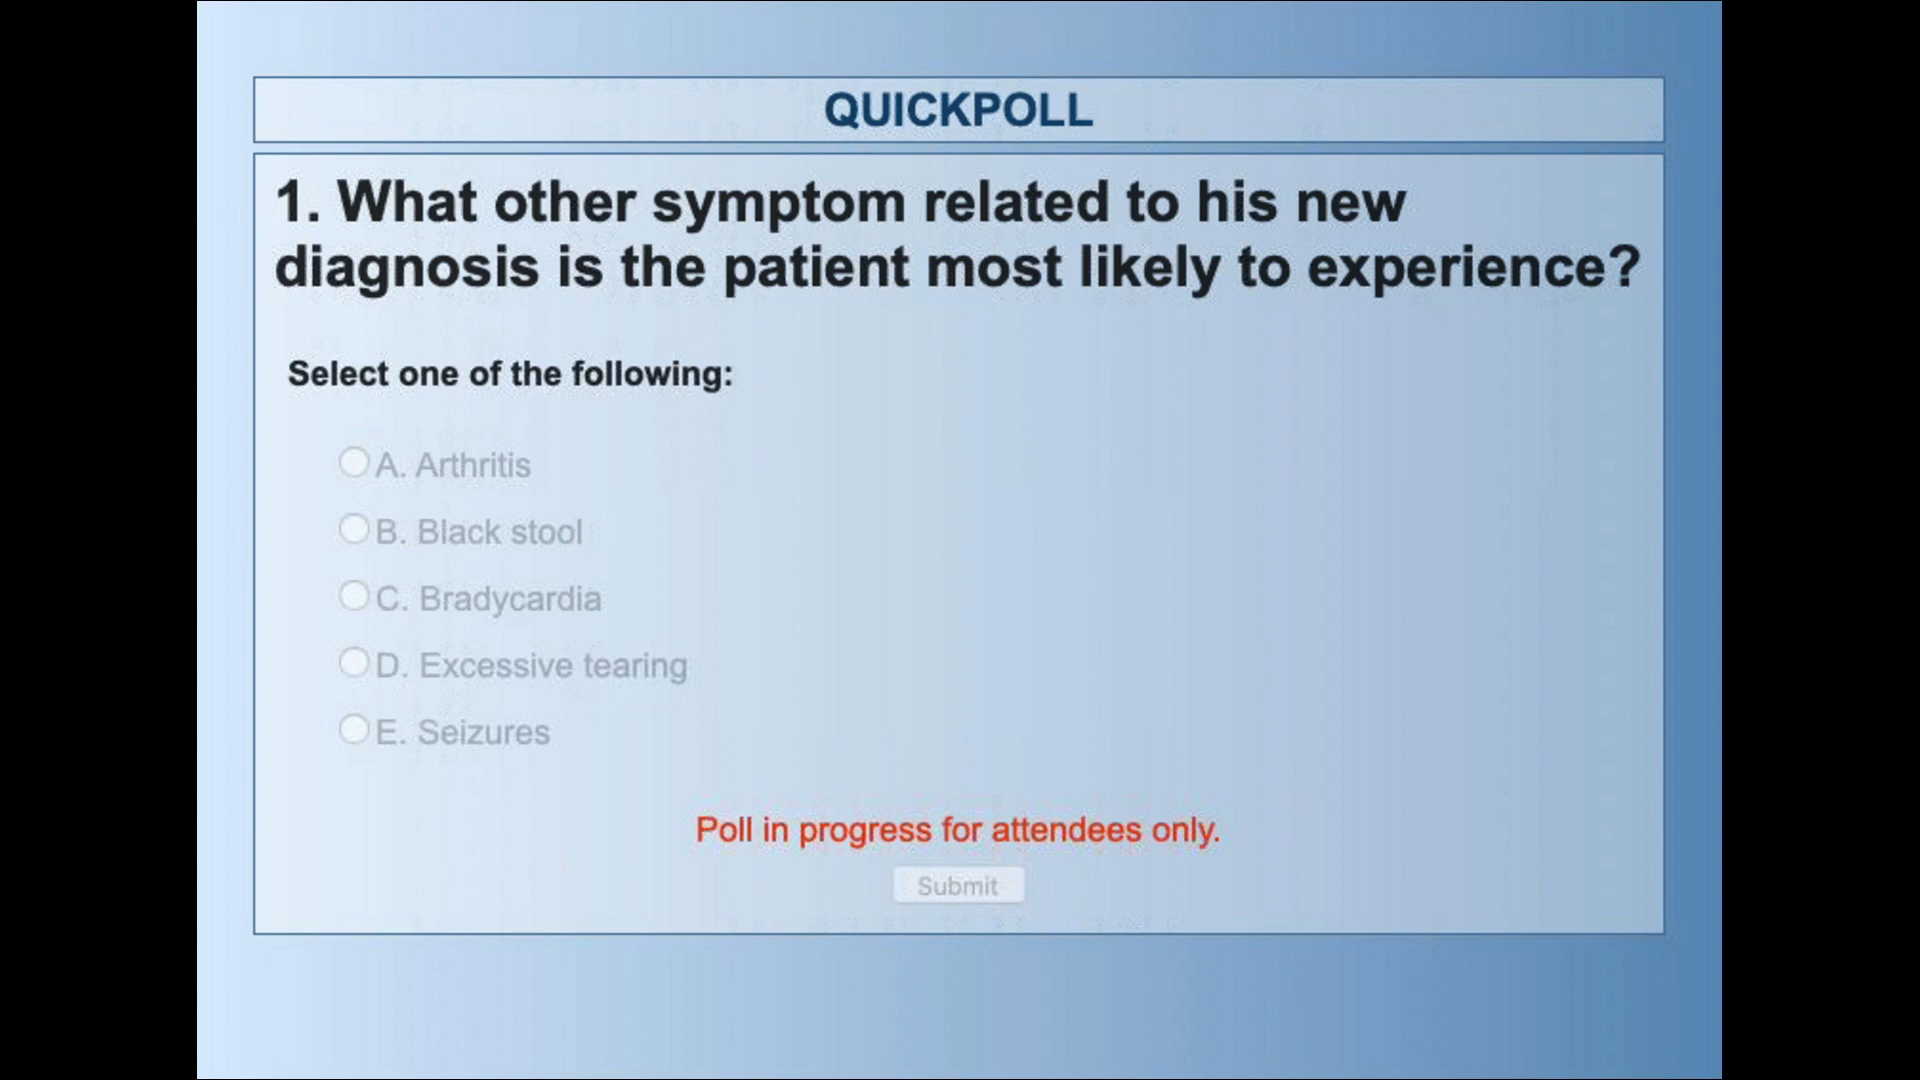 QUICKPOLL
1. What other symptom related to his new
diagnosis is the patient most likely to experience?
Select one of the following:
A. Arthritis
B. Black stool
C. Bradycardia
D. Excessive tearing
E. Seizures
Poll in progress for attendees only.
Submit